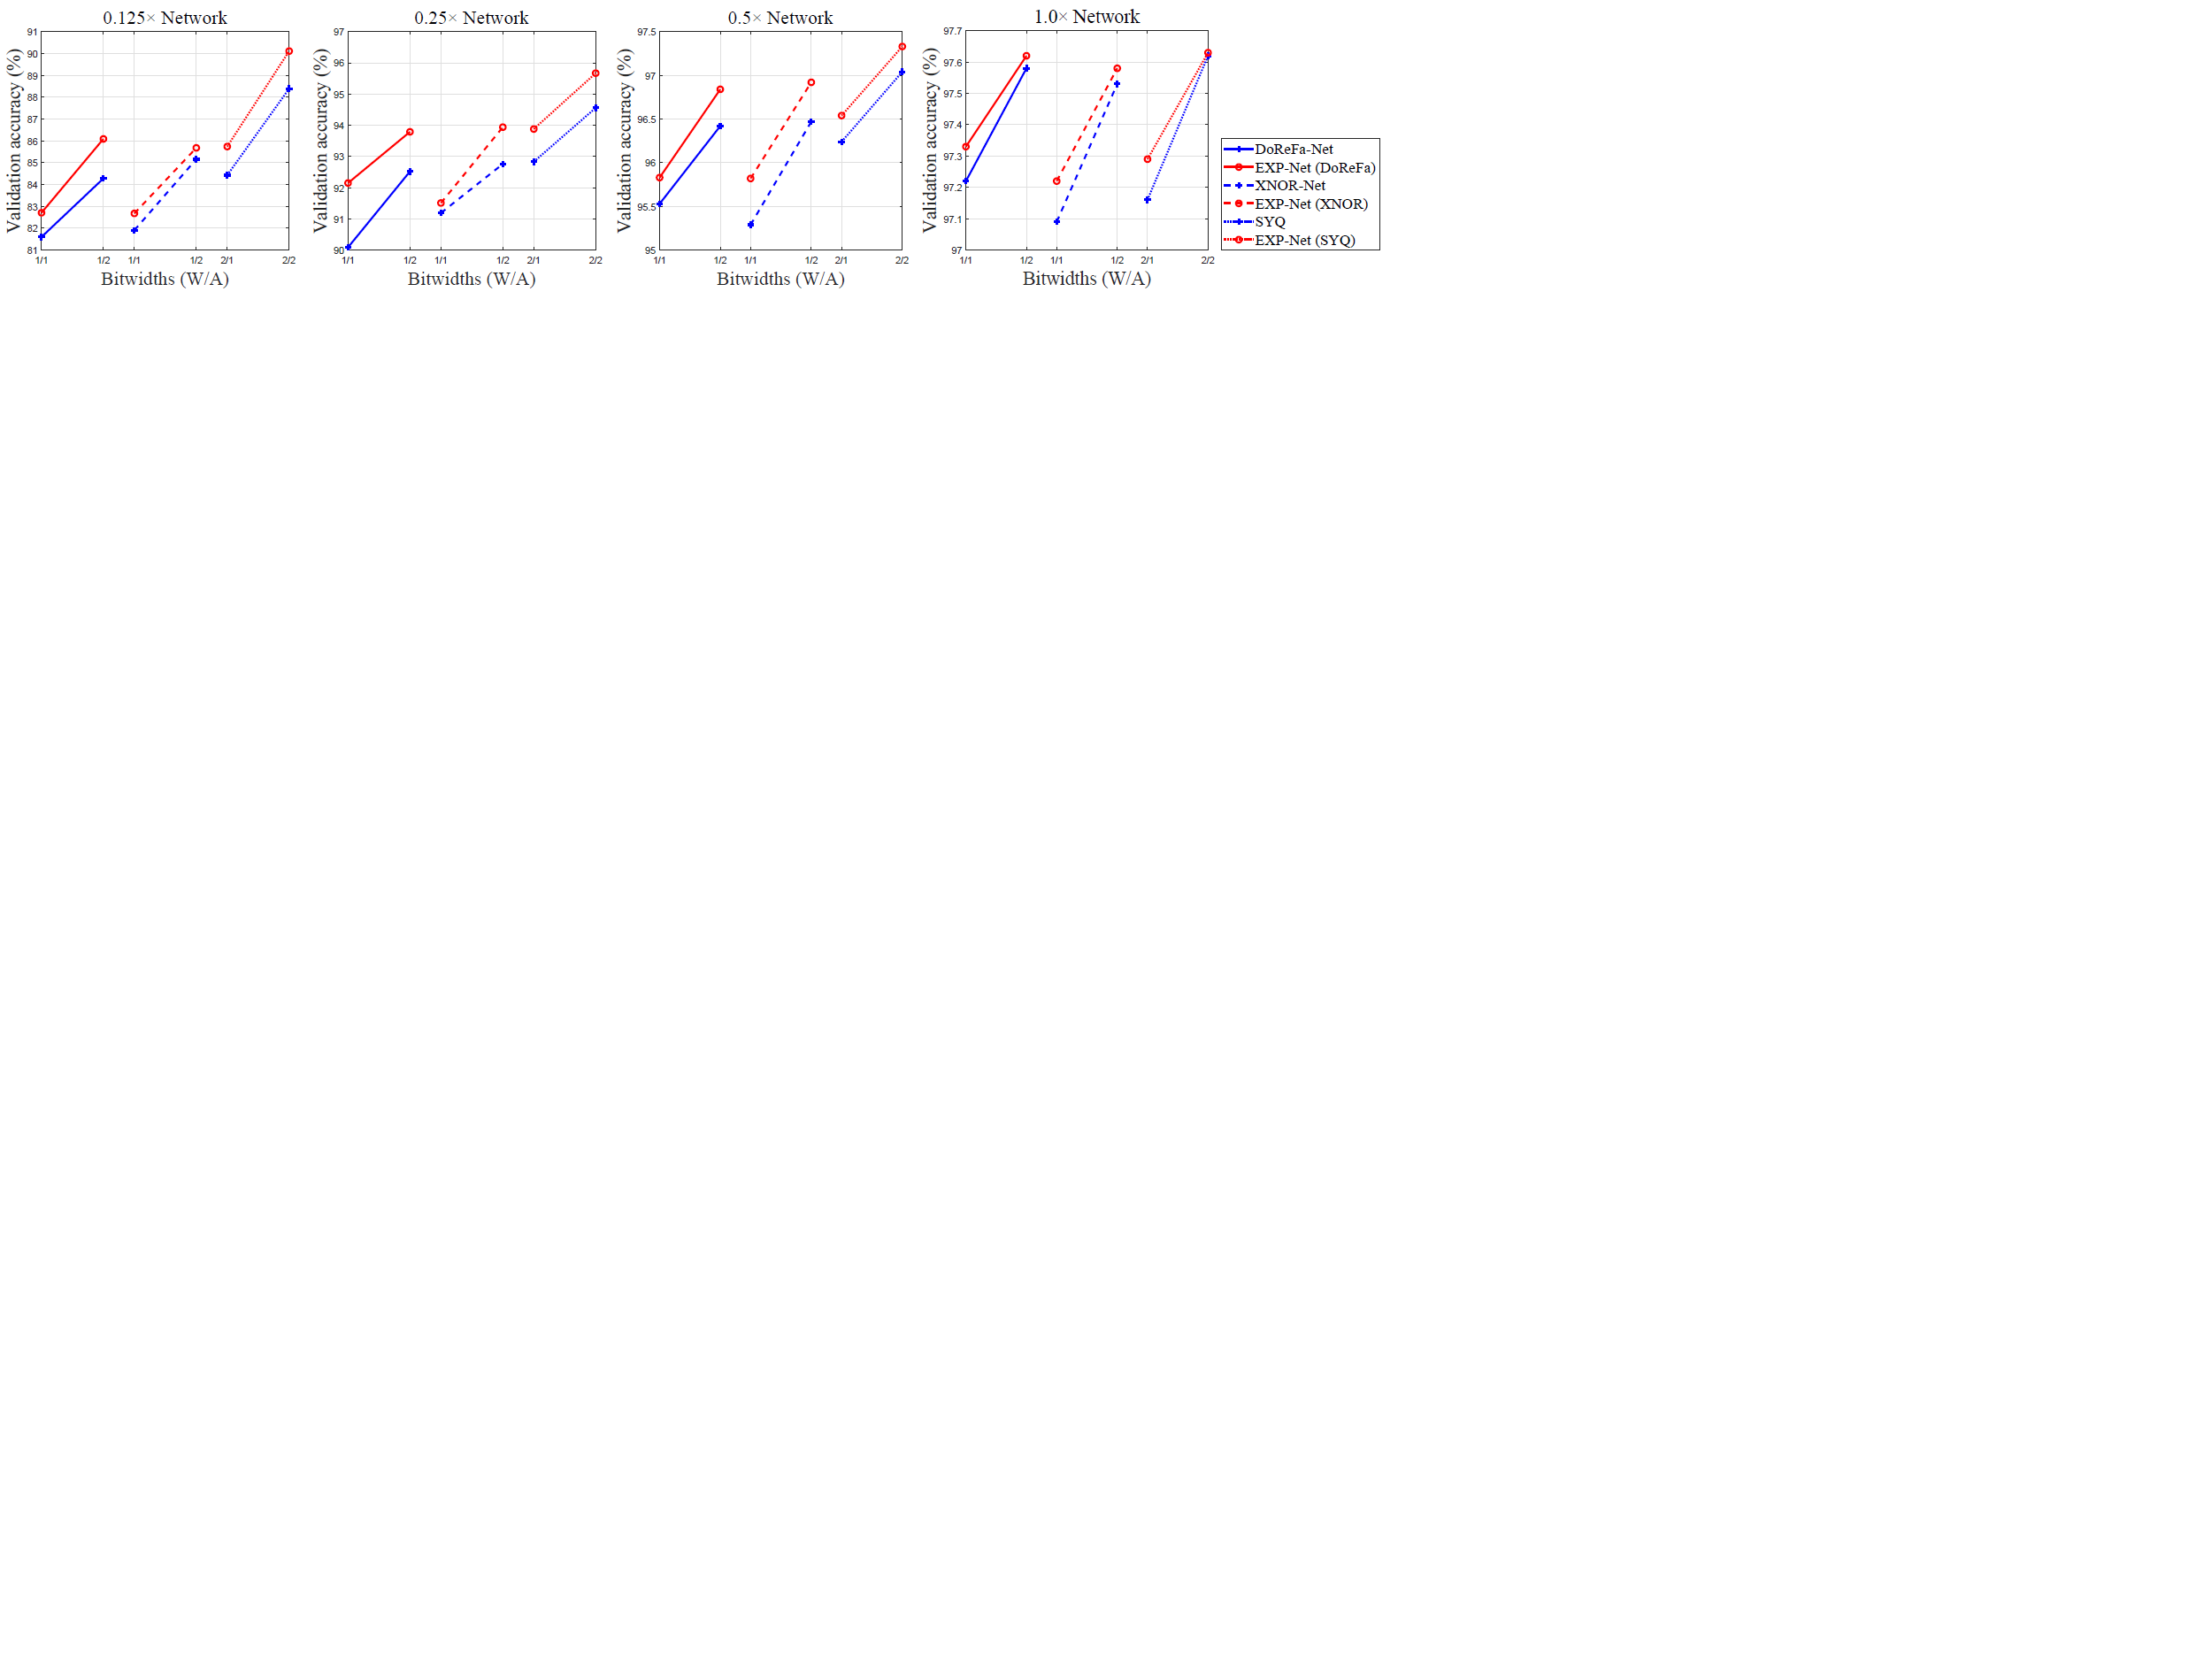 0.125× Network
Validation accuracy (%)
91
90
89
88
87
86
85
84
83
82
81
1/1 1/2 1/1 1/2 2/1 2/2
Bitwidths (W/A)
0.25× Network
Validation accuracy (%)
97
96
95
94
93
92
91
90
1/1 1/2 1/1 1/2 2/1 2/2
Bitwidths (W/A)
0.5× Network
Validation accuracy (%)
97.5
97
96.5
96
95.5
95
1/1 1/2 1/1 1/2 2/1 2/2
Bitwidths (W/A)
1.0× Network
Validation accuracy (%)
97.7
97.6
97.5
97.4
97.3
97.2
97.1
97
1/1 1/2 1/1 1/2 2/1 2/2
Bitwidths (W/A)
DoReFa-Net
EXP-Net (DoReFa)
XNOR-Net
EXP-Net (XNOR)
SYQ
EXP-Net (SYQ)